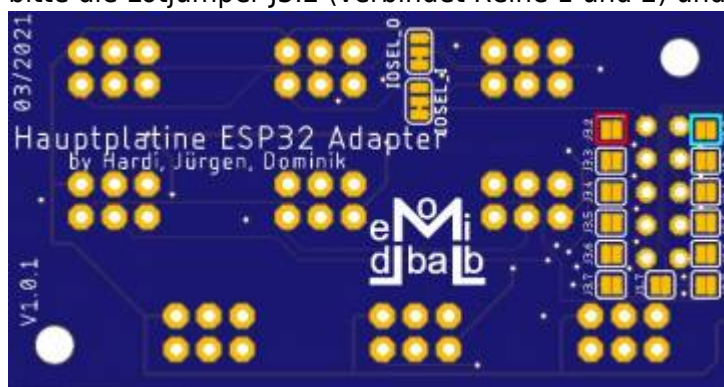 bitte die Lötjumper J3.2 (verbindet Reihe 1 und 2) und
03/2021
IOSEL_0
IOSEL_1
Hauptplatine ESP32 Adapter
by Hardi, Jürgen, Dominik
J3.2
J3.3
J3.4
J3.5
J3.6
J3.7
J1.7
e M o i
d ba L b
V1.0.1